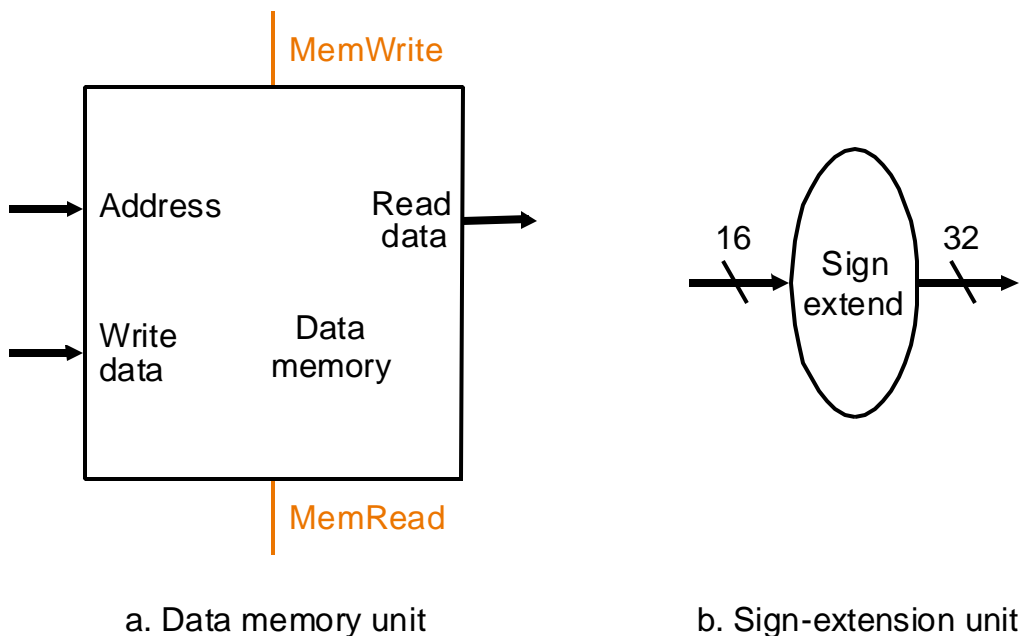 MemWrite
Address
Read
data
Write
data
Data
memory
MemRead
16
Sign
extend
32
a. Data memory unit
b. Sign-extension unit